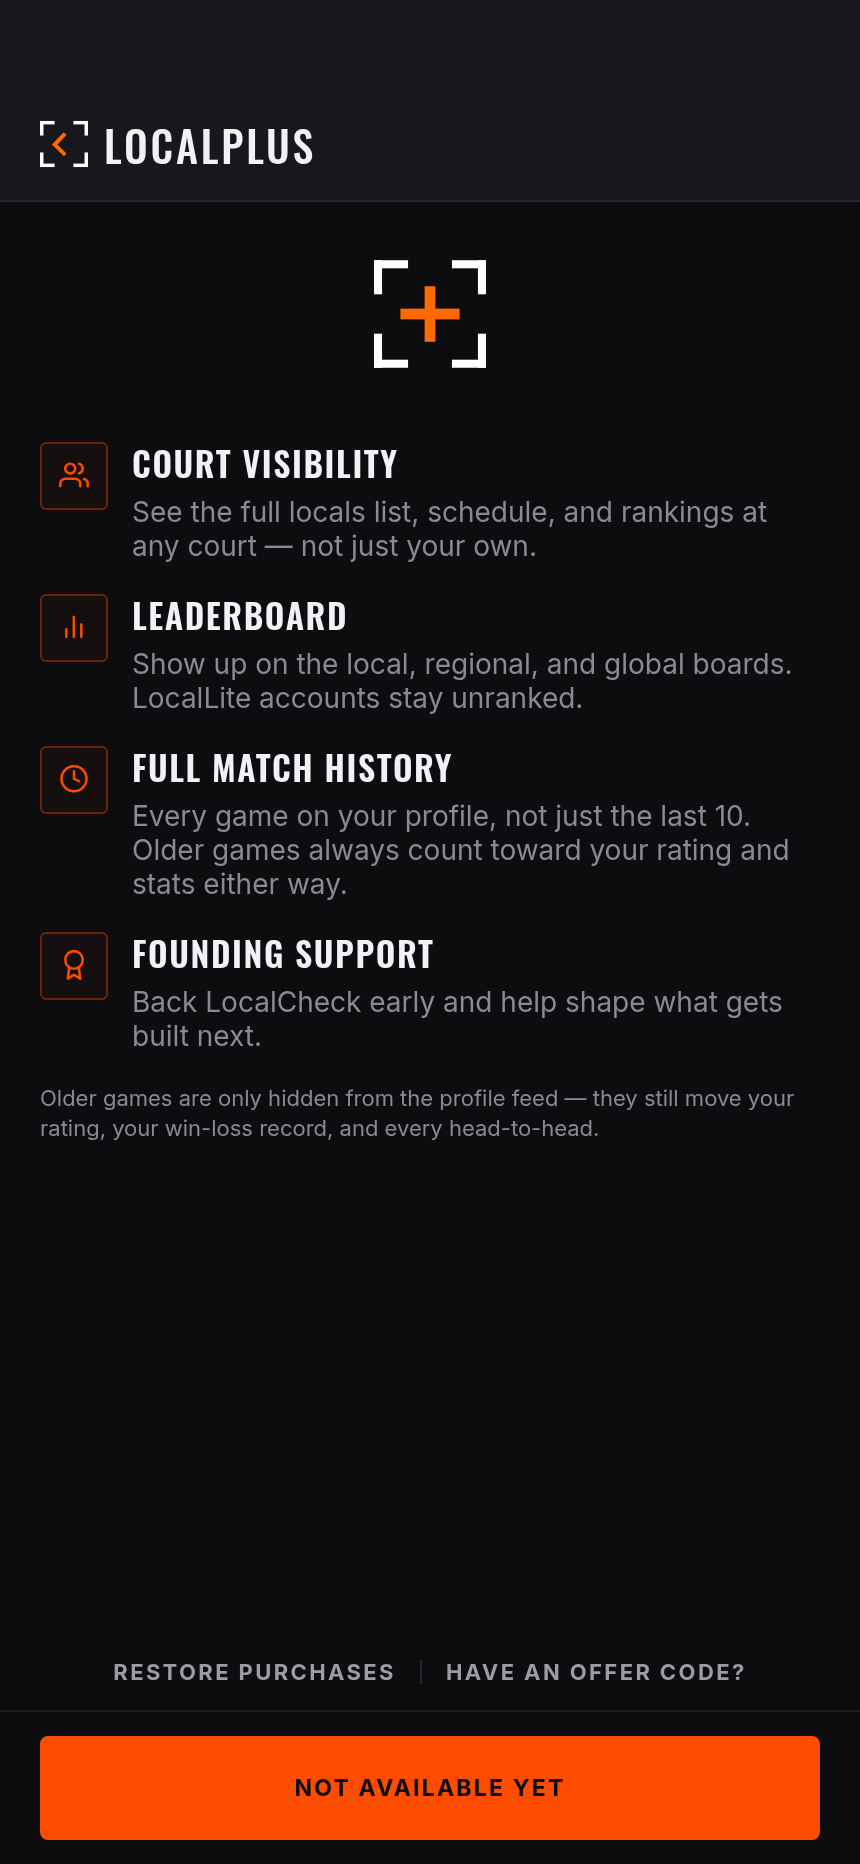 LOCALPLUS
COURT VISIBILITY
See the full locals list, schedule, and rankings at
any court — not just your own.
LEADERBOARD
Show up on the local, regional, and global boards.
LocalLite accounts stay unranked.
FULL MATCH HISTORY
Every game on your profile, not just the last 10.
Older games always count toward your rating and
stats either way.
FOUNDING SUPPORT
Back LocalCheck early and help shape what gets
built next.
Older games are only hidden from the profile feed — they still move your
rating, your win-loss record, and every head-to-head.
RESTORE PURCHASES
HAVE AN OFFER CODE?
NOT AVAILABLE YET